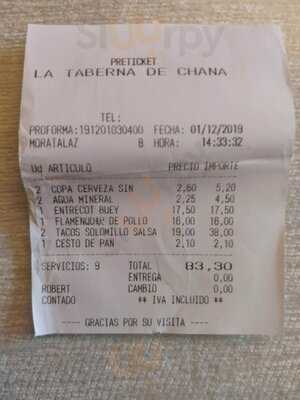 Sluurpy
PRETICKET
LA TABERNA DE CHANA
TEL:
PROFORMA:191201030400 FECHA: 01/12/2019
MORATALAZ 8 HORA: 14:33:32
Ud ARTICULO PRECIO IMPORTE
2 COPA CERVEZA SIN 2,60 5,20
2 AGUA MINERAL 2,25 4,50
1 ENTRECOT BUEY 17,50 17,50
1 FLAMENQUIN DE POLLO 16,00 16,00
2 TACOS SOLOMILLO SALSA 19,00 38,00
1 CESTO DE PAN 2,10 2,10
SERVICIOS: 9 TOTAL 83,30
ENTREGA 0,00
ROBERT CAMBIO 0,00
CONTADO ** IVA INCLUIDO **
---- GRACIAS POR SU VISITA ----